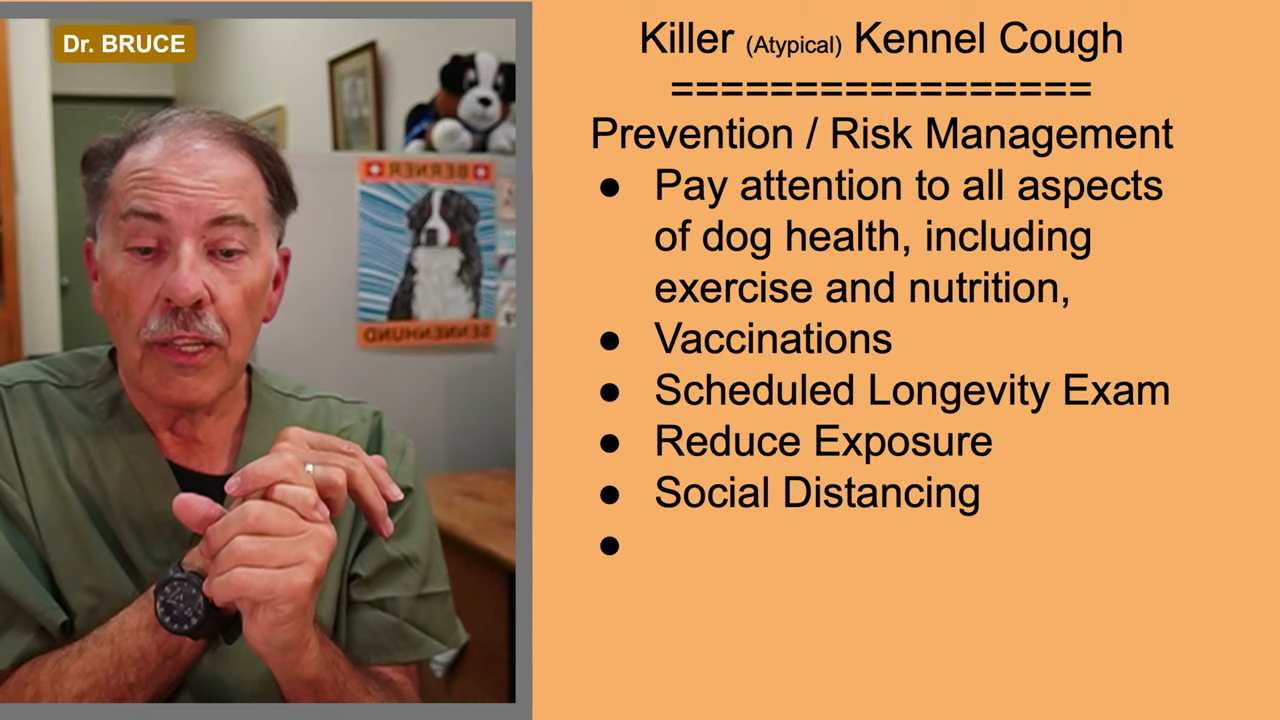 Dr. BRUCE
Killer (Atypical) Kennel Cough
=================
Prevention / Risk Management
● Pay attention to all aspects
of dog health, including
exercise and nutrition,
● Vaccinations
● Scheduled Longevity Exam
● Reduce Exposure
● Social Distancing
●
BERNER
SENNENHUND